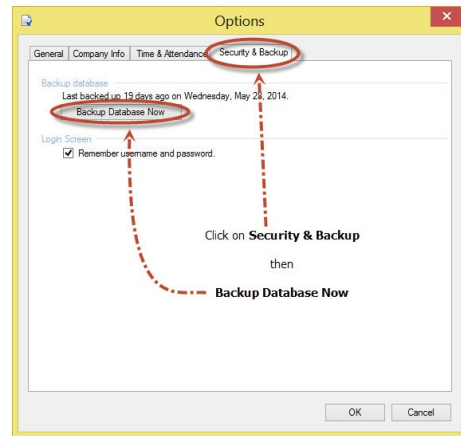 Options
General Company Info Time & Attendance Security & Backup
Backup database
Last backed up 19 days ago on Wednesday, May 28, 2014.
Backup Database Now
Login Screen
Remember username and password.
Click on Security & Backup
then
Backup Database Now
OK Cancel